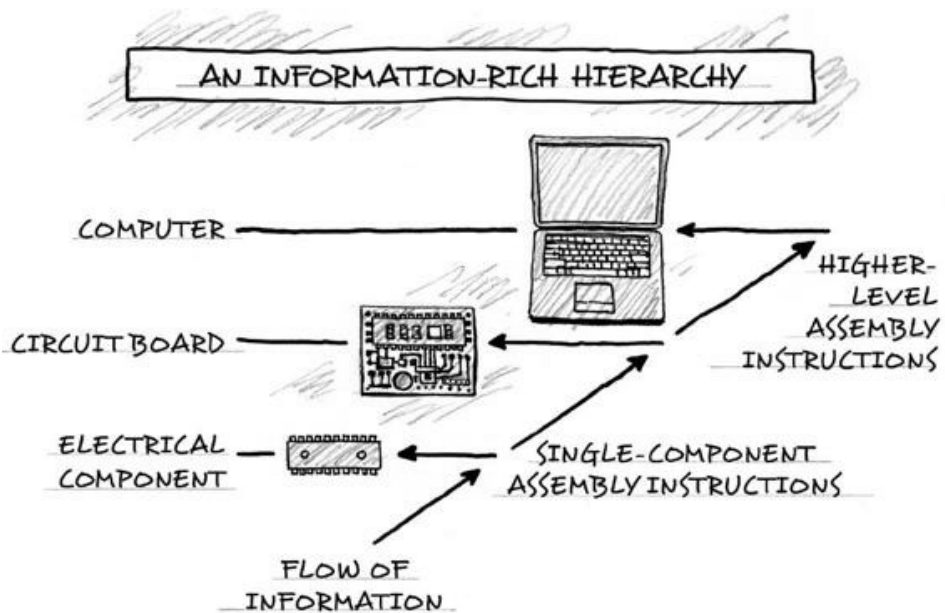 AN INFORMATION-RICH HIERARCHY
COMPUTER
HIGHER-
LEVEL
ASSEMBLY
INSTRUCTIONS
CIRCUIT BOARD
ELECTRICAL
COMPONENT
SINGLE-COMPONENT
ASSEMBLY INSTRUCTIONS
FLOW OF
INFORMATION